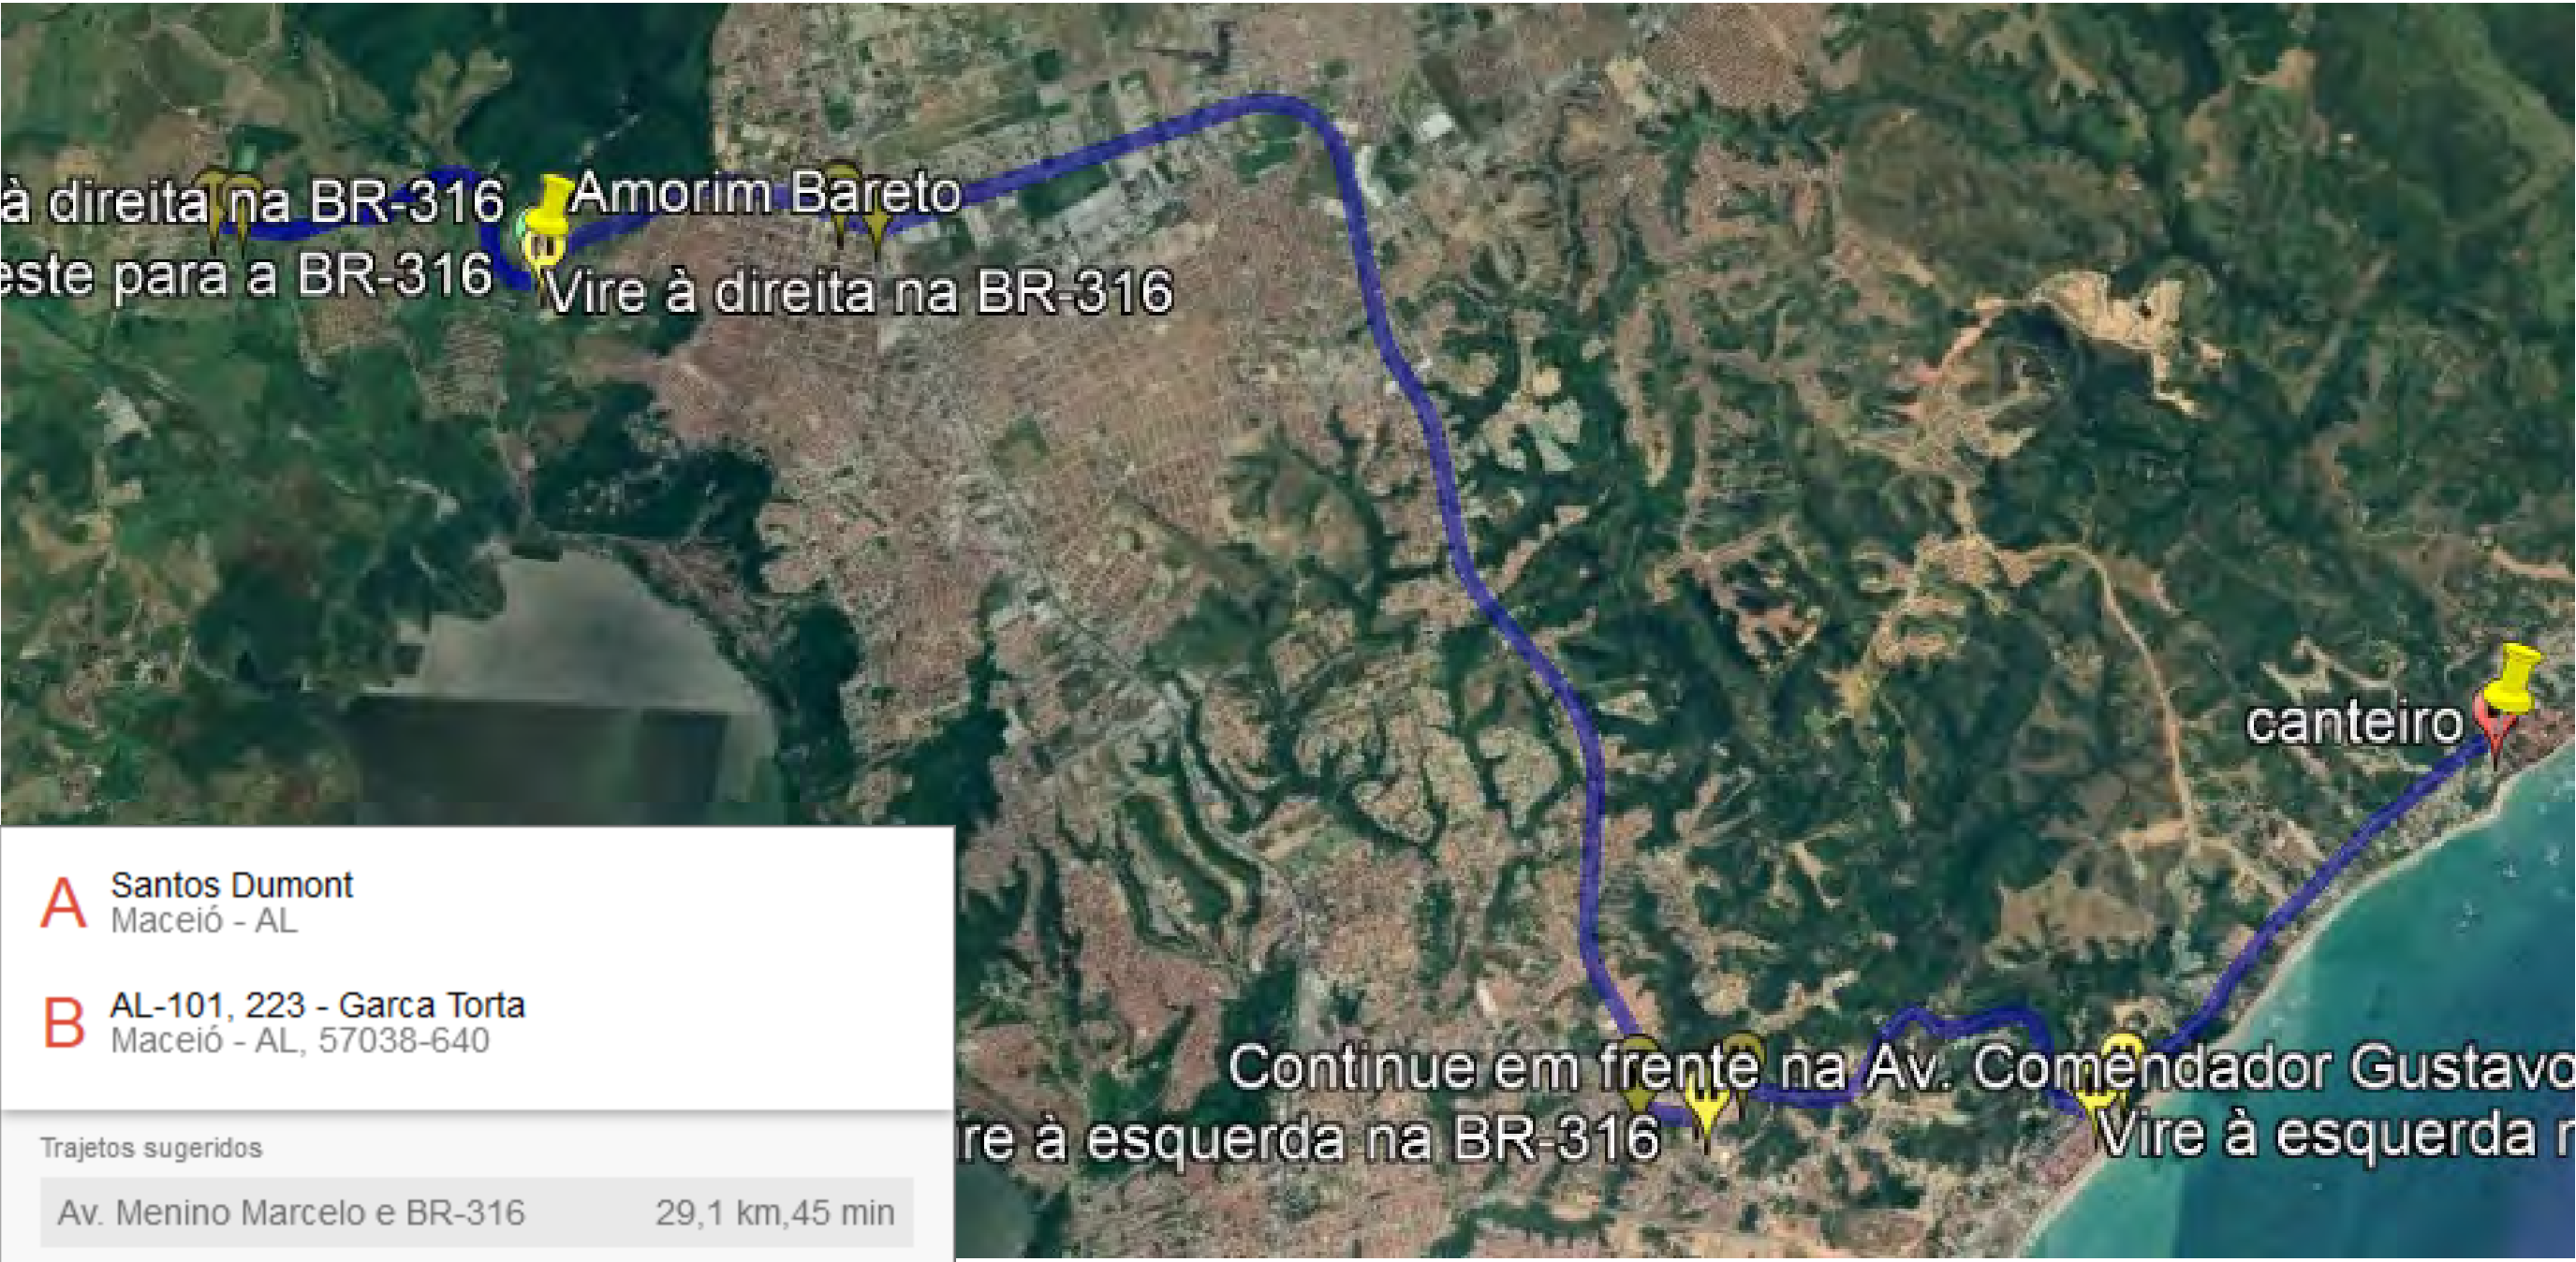 à direita na BR-316
Amorim Bareto
este para a BR-316
Vire à direita na BR-316
canteiro
A Santos Dumont
Maceió - AL
B AL-101, 223 - Garca Torta
Maceió - AL, 57038-640
Continue em frente na Av. Comendador Gustavo
re à esquerda na BR-316
Vire à esquerda
Trajetos sugeridos
Av. Menino Marcelo e BR-316 29,1 km,45 min